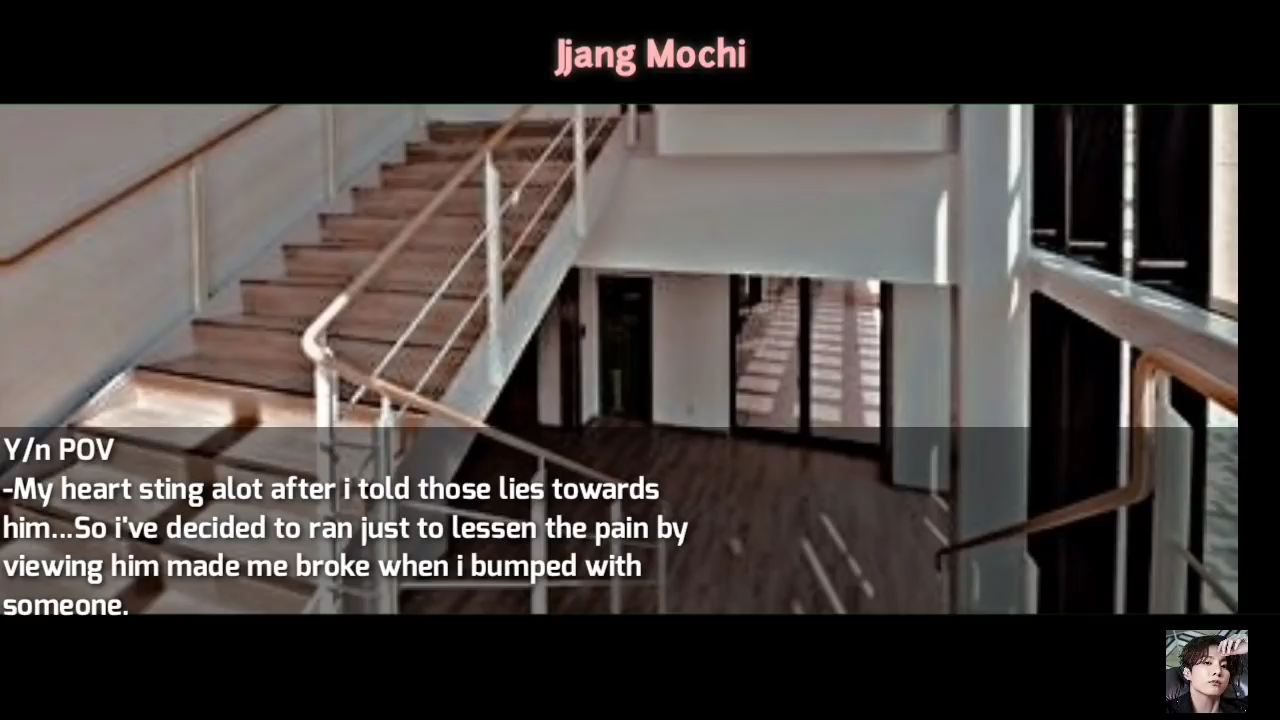 Jjang Mochi
Y/n POV
-My heart sting alot after i told those lies towards
him...So i've decided to ran just to lessen the pain by
viewing him made me broke when i bumped with
someone.